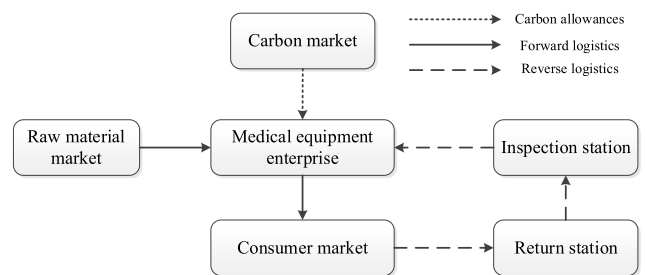 Carbon market
Carbon allowances
Forward logistics
Reverse logistics
Raw material
market
Medical equipment
enterprise
Inspection station
Consumer market
Return station